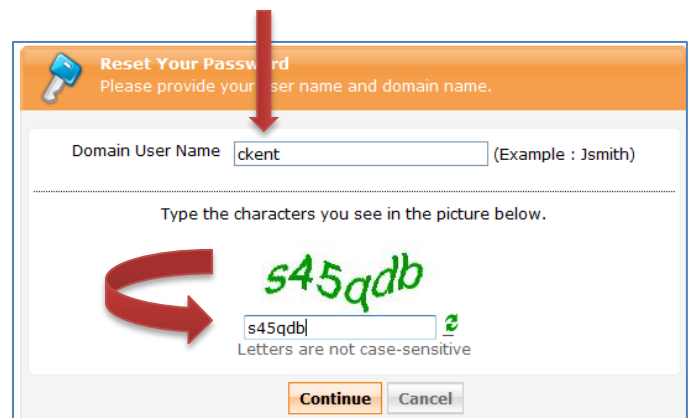 Reset Your Password
Please provide your user name and domain name.
Domain User Name ckent (Example : Jsmith)
Type the characters you see in the picture below.
s45qdb
s45qdb
Letters are not case-sensitive
Continue Cancel